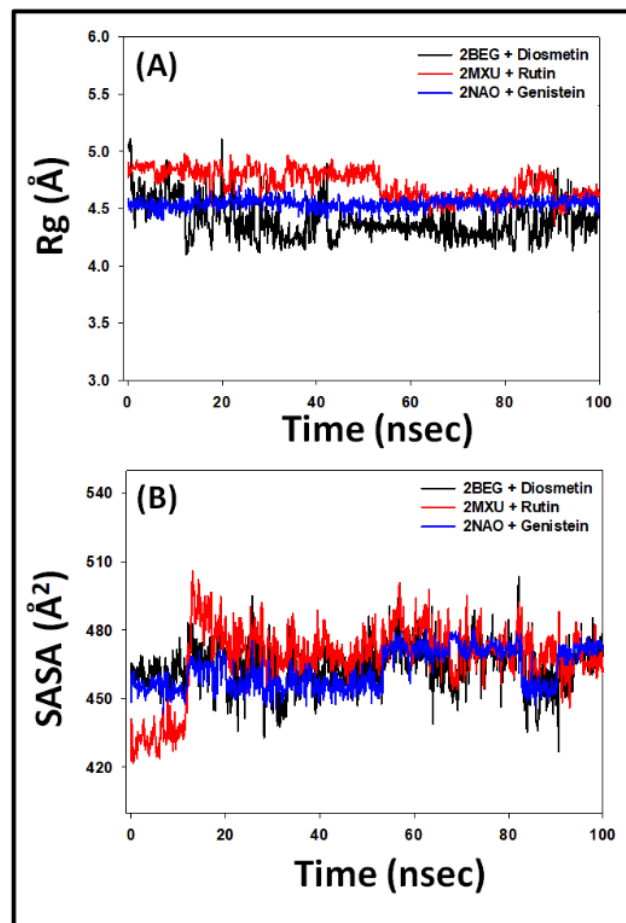 (A)
2BEG + Diosmetin
2MXU + Rutin
2NAO + Genistein
Rg (Å)
6.0
5.5
5.0
4.5
4.0
3.5
3.0
0 20 40 60 80 100
Time (nsec)
(B)
2BEG + Diosmetin
2MXU + Rutin
2NAO + Genistein
SASA (Å²)
540
510
480
450
420
0 20 40 60 80 100
Time (nsec)